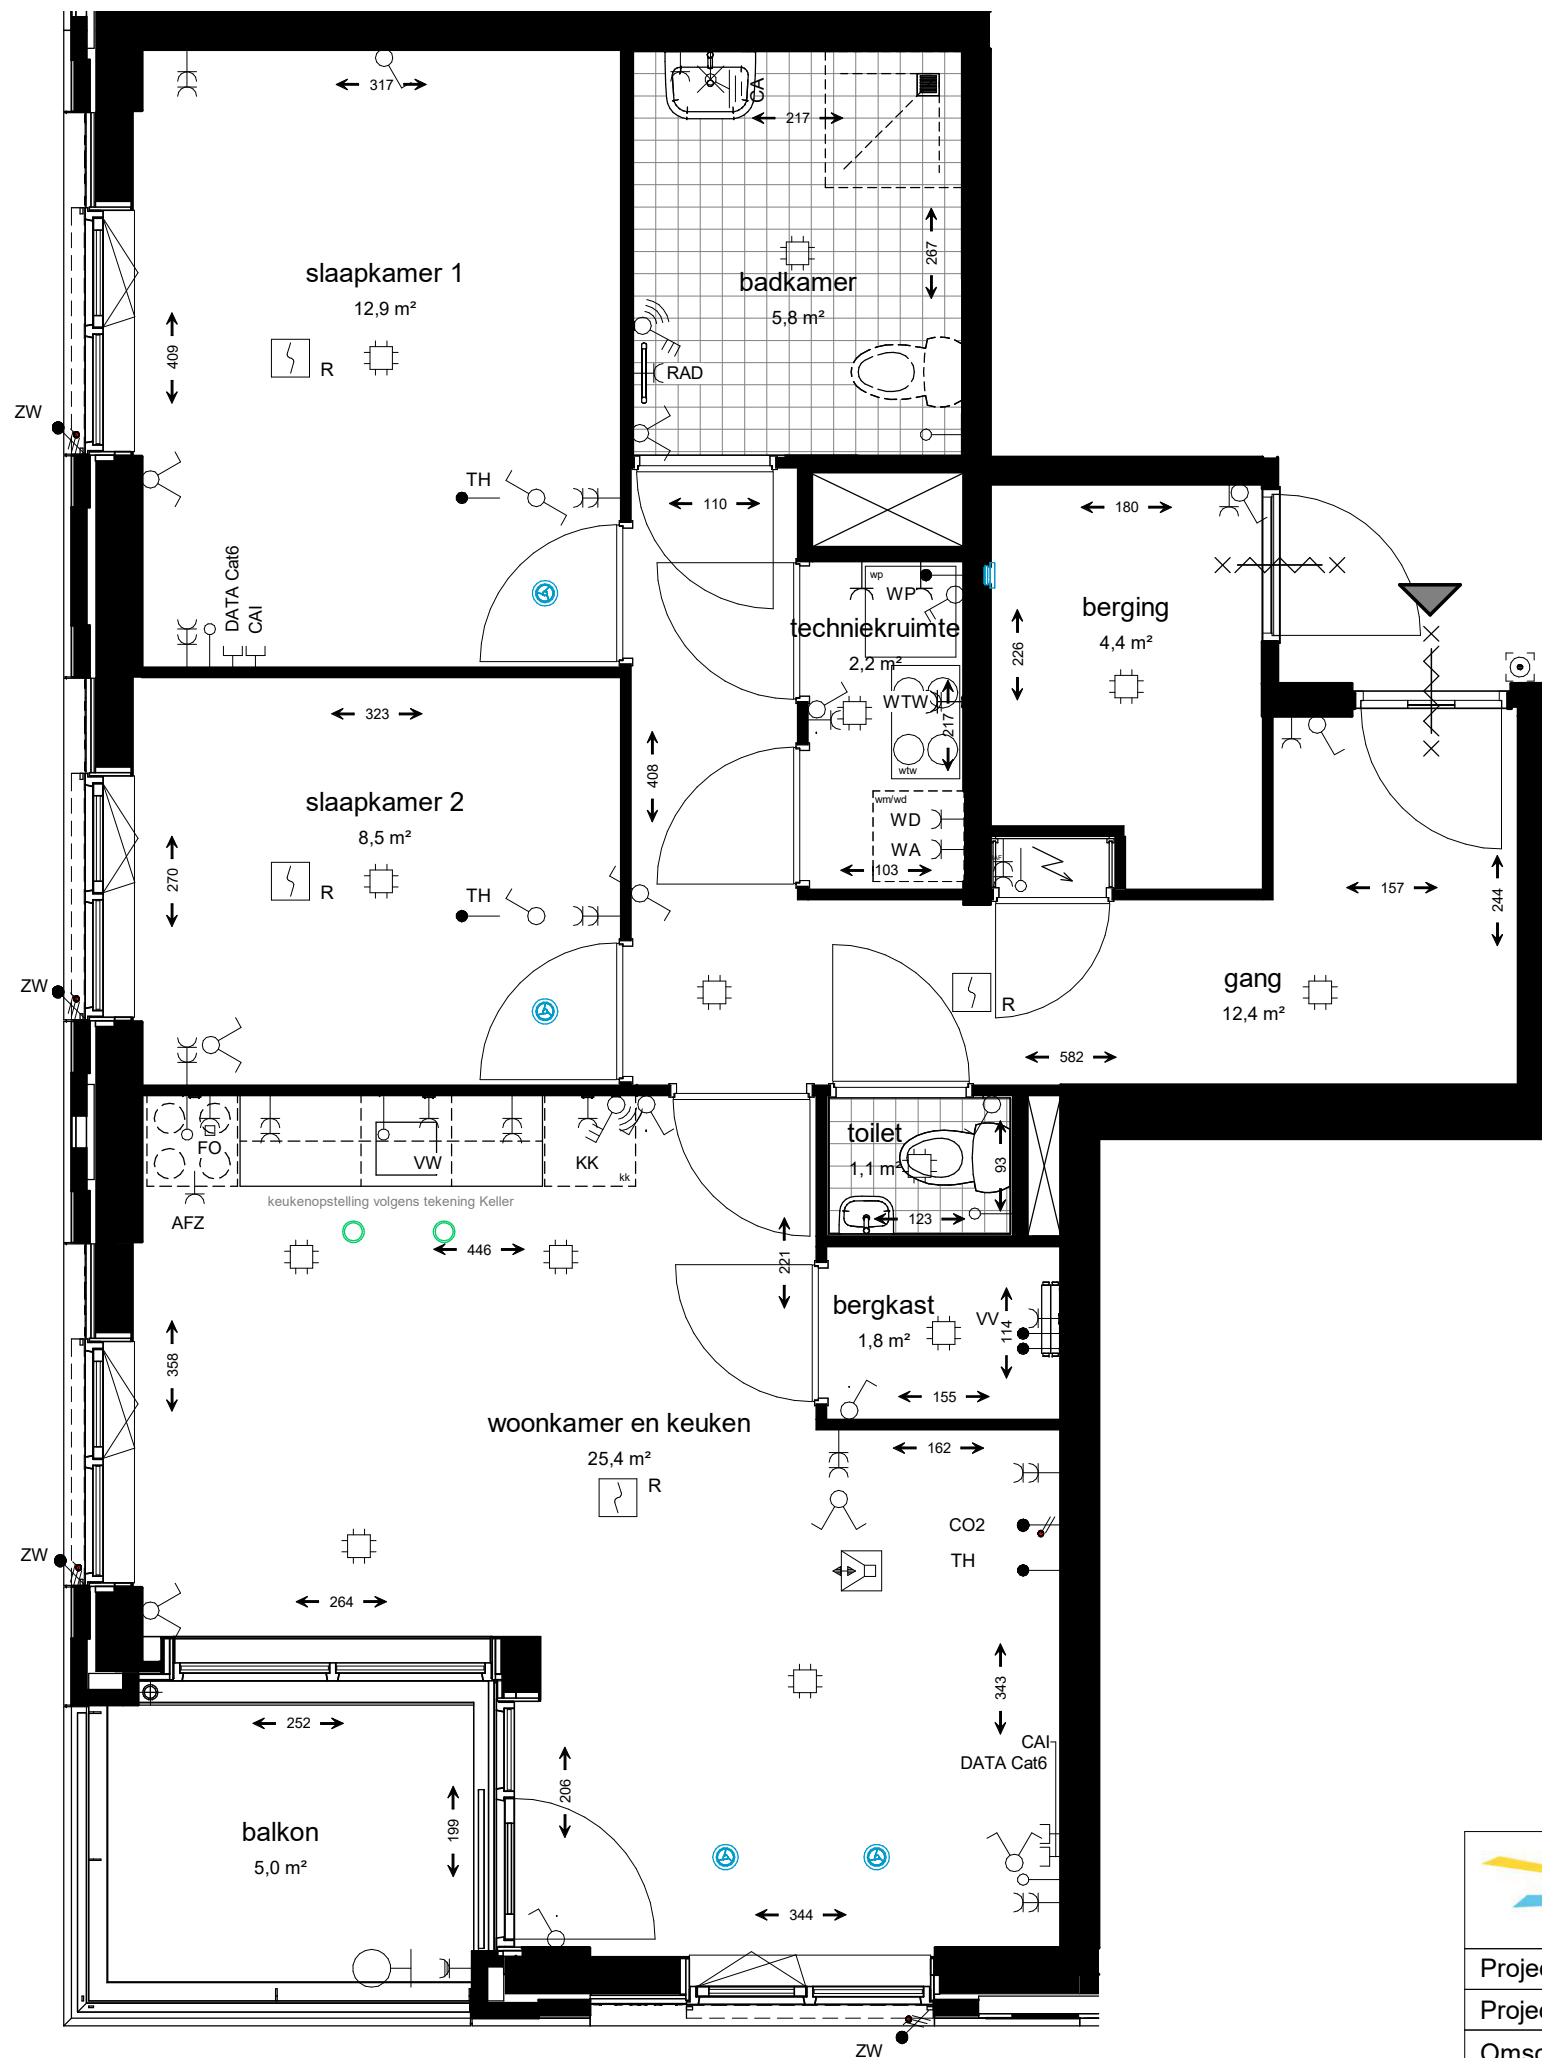 317
CA
217
slaapkamer 1
12,9 m²
267
badkamer
5,8 m²
409
R
RAD
ZW
TH
110
180
DATA Cat6
CAI
wp
WP
techniekruimte
2,2 m²
berging
4,4 m²
226
323
WTW
217
wtw
408
slaapkamer 2
8,5 m²
wm/wd
WD
WA
103
270
R
TH
157
244
ZW
gang
12,4 m²
R
582
FO
VW
KK
kk
toilet
1,1 m²
93
123
keukenopstelling volgens tekening Keller
AFZ
446
221
bergkast
1,8 m²
VV
114
155
358
woonkamer en keuken
25,4 m²
R
162
CO2
TH
ZW
264
343
252
CAI
DATA Cat6
206
199
balkon
5,0 m²
344
ZW
Projec
Projec
Omsc